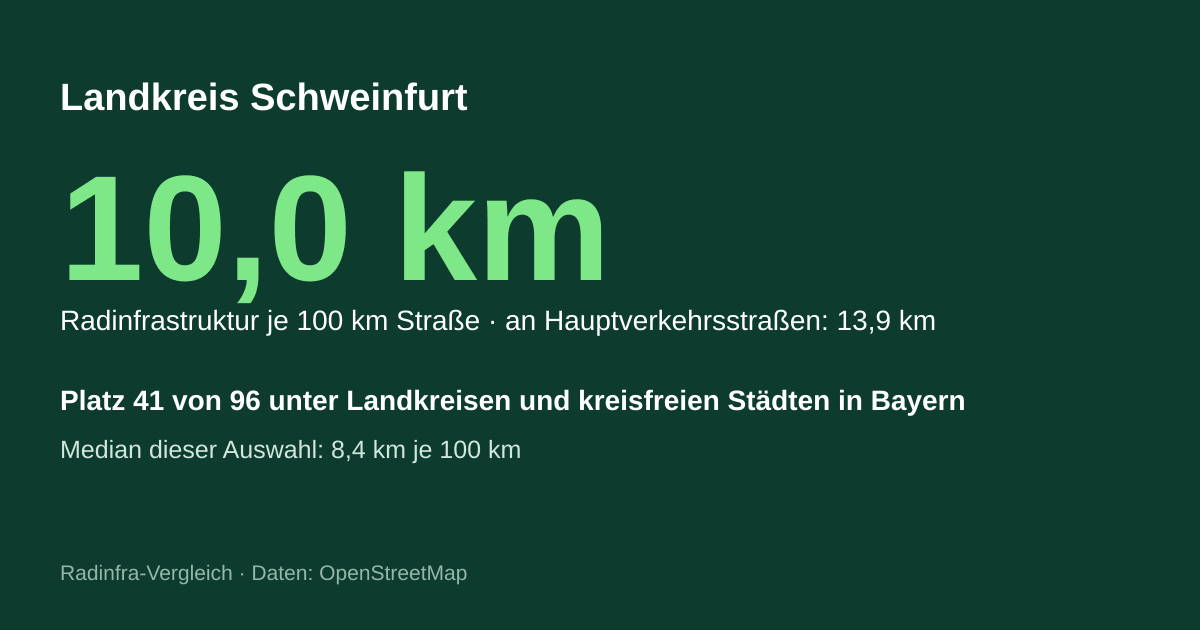 Landkreis Schweinfurt
10,0 km
Radinfrastruktur je 100 km Straße · an Hauptverkehrsstraßen: 13,9 km
Platz 41 von 96 unter Landkreisen und kreisfreien Städten in Bayern
Median dieser Auswahl: 8,4 km je 100 km
Radinfra-Vergleich · Daten: OpenStreetMap